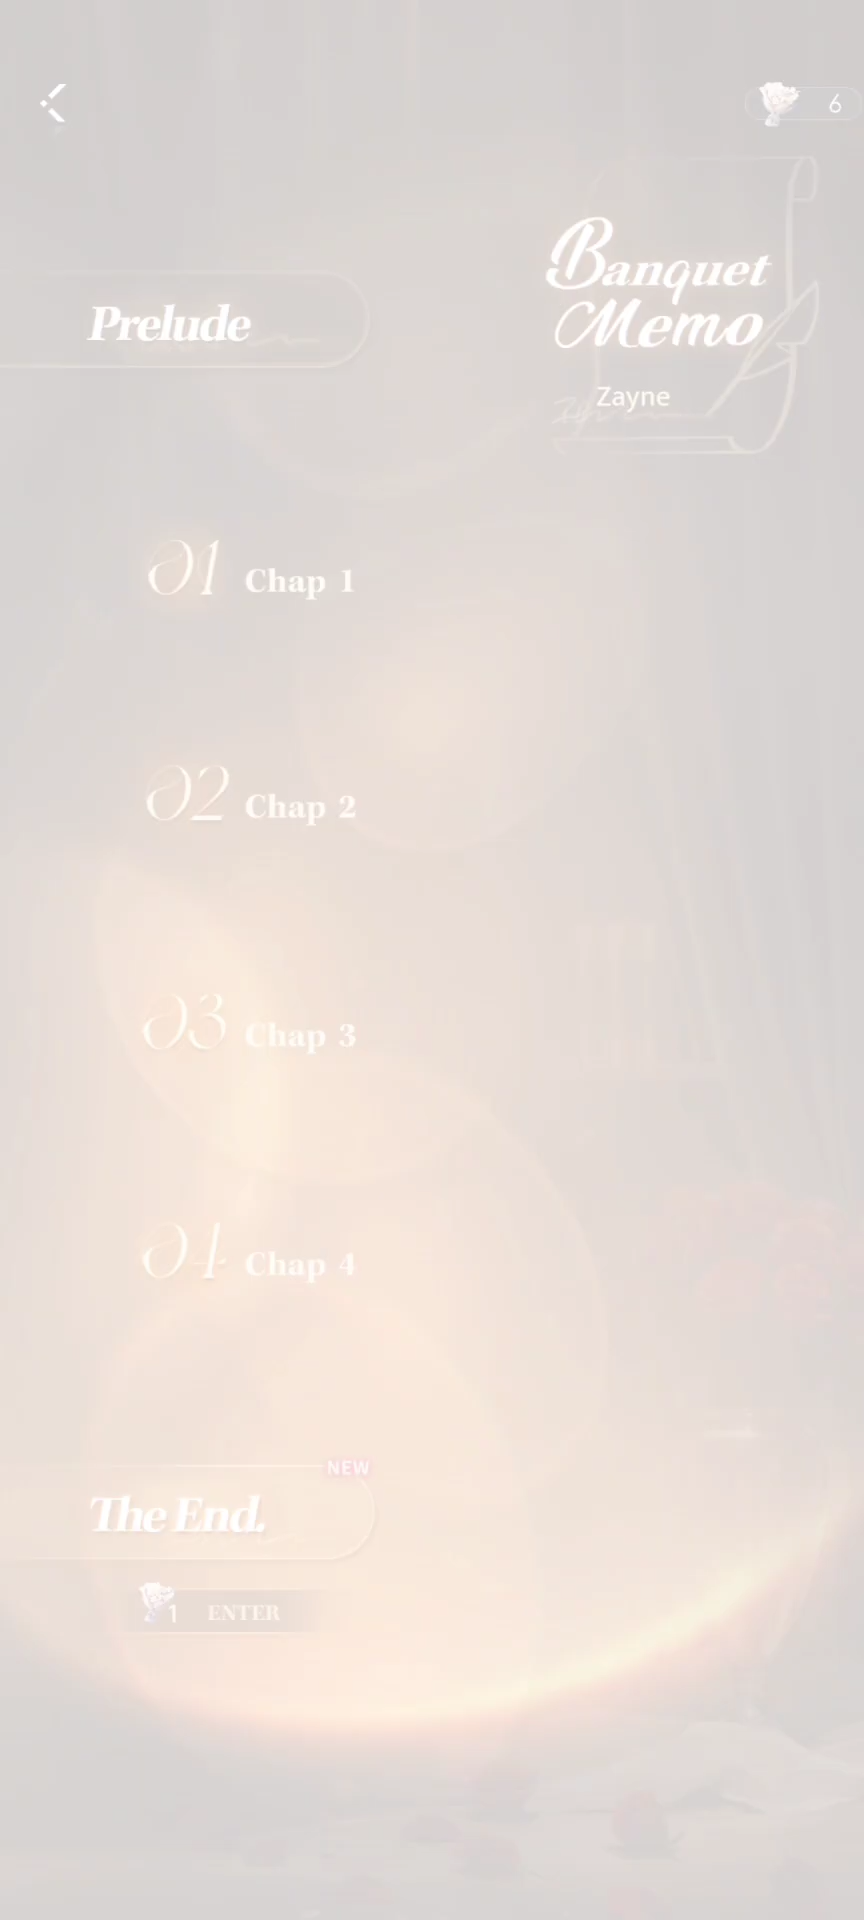 6
Banquet
Memo
Zayne
Prelude
01 Chap 1
02 Chap 2
03 Chap 3
04 Chap 4
NEW
The End.
1 ENTER